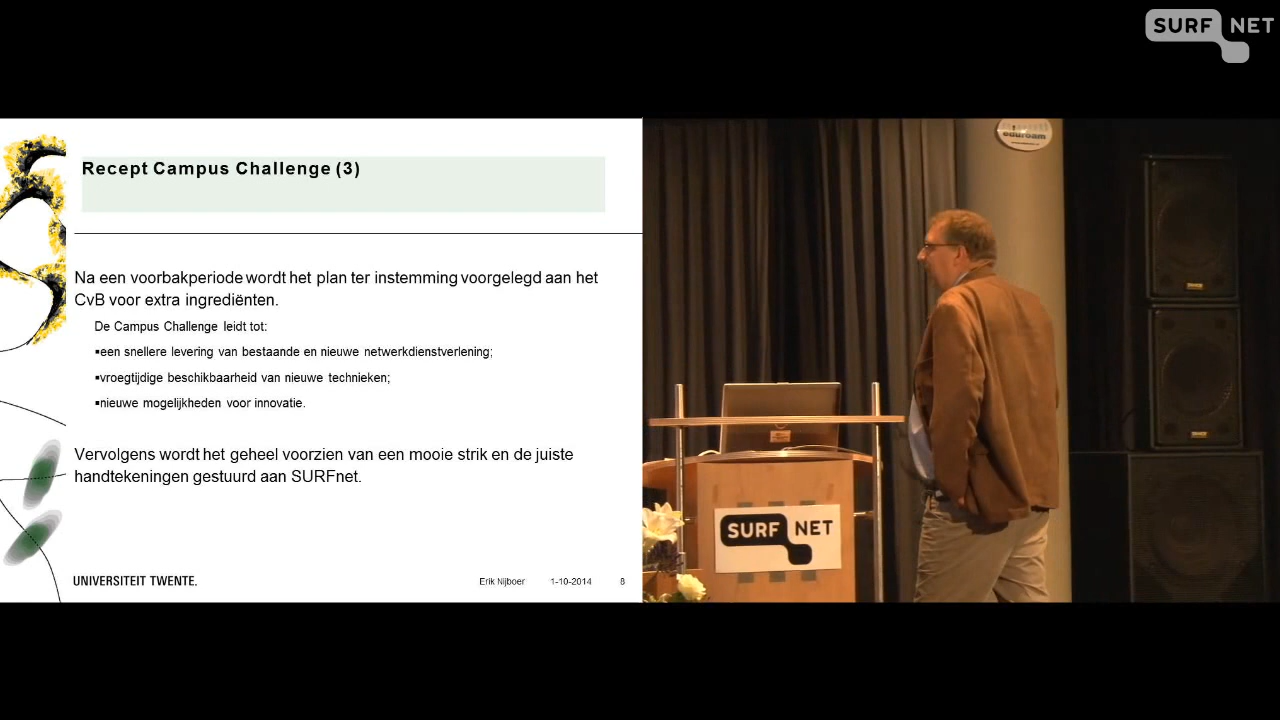 SURF NET
Recept Campus Challenge (3)
Na een voorbakperiode wordt het plan ter instemming voorgelegd aan het
CvB voor extra ingrediënten.
De Campus Challenge leidt tot:
▪een snellere levering van bestaande en nieuwe netwerkdienstverlening;
▪vroegtijdige beschikbaarheid van nieuwe technieken;
▪nieuwe mogelijkheden voor innovatie.
Vervolgens wordt het geheel voorzien van een mooie strik en de juiste
handtekeningen gestuurd aan SURFnet.
UNIVERSITEIT TWENTE.
Erik Nijboer 1-10-2014 8
eduroam
SURF NET